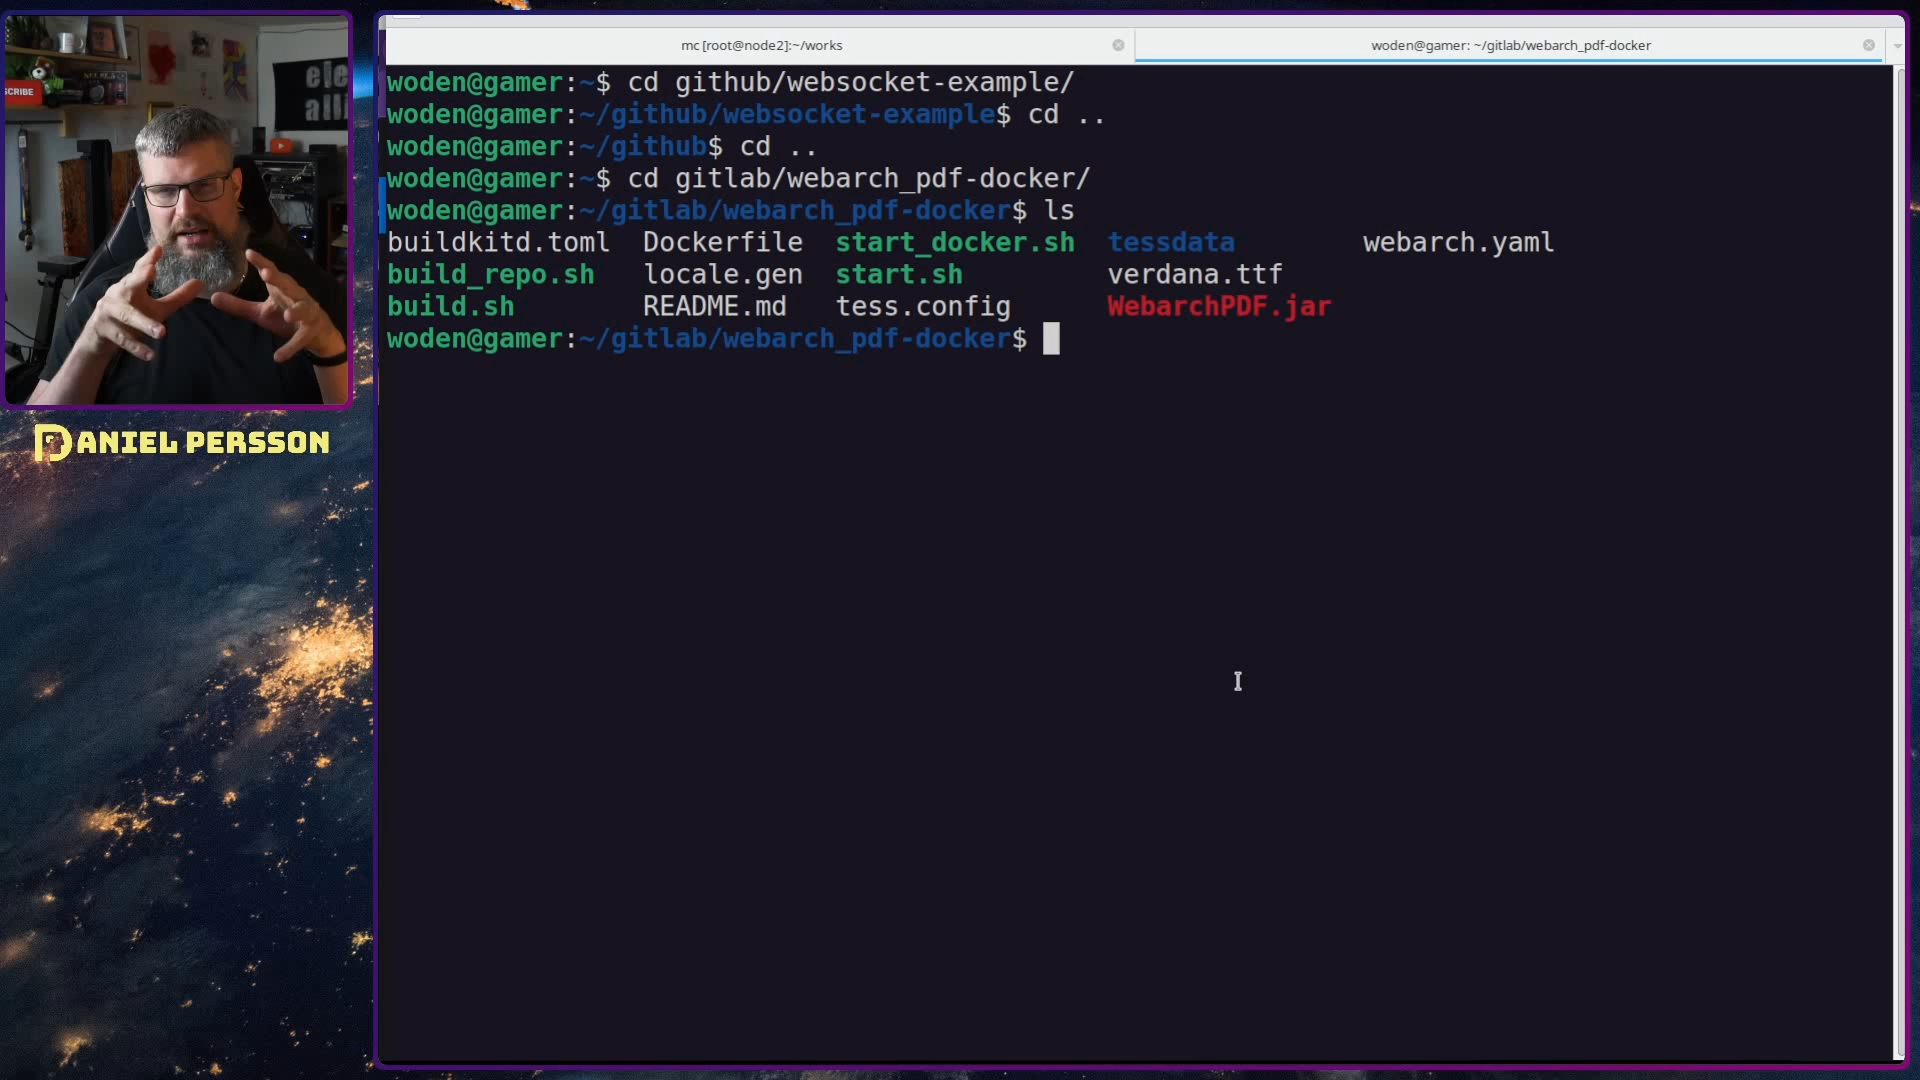 mc [root@node2]:~/works
woden@gamer: ~/gitlab/webarch_pdf-docker
woden@gamer:~$ cd github/websocket-example/
woden@gamer:~/github/websocket-example$ cd ..
woden@gamer:~/github$ cd ..
woden@gamer:~$ cd gitlab/webarch_pdf-docker/
woden@gamer:~/gitlab/webarch_pdf-docker$ ls
buildkitd.toml  Dockerfile  start_docker.sh  tessdata  webarch.yaml
build_repo.sh  locale.gen  start.sh  verdana.ttf
build.sh  README.md  tess.config  WebarchPDF.jar
woden@gamer:~/gitlab/webarch_pdf-docker$
SCRIBE
DANIEL PERSSON